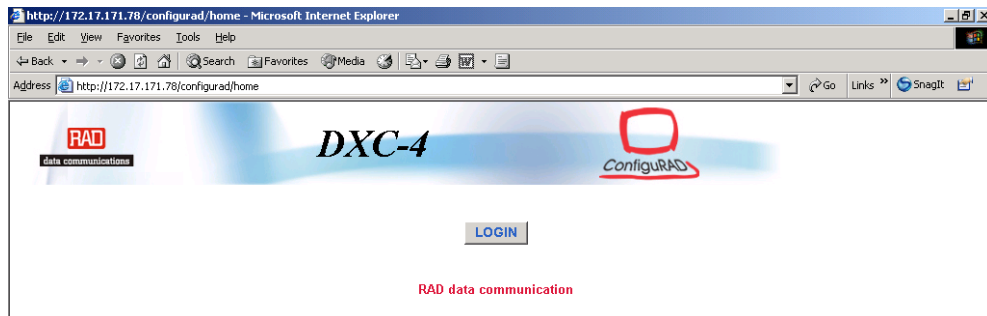 http://172.17.171.78/configurad/home - Microsoft Internet Explorer
File Edit View Favorites Tools Help
Back Search Favorites Media
Address http://172.17.171.78/configurad/home Go Links » SnagIt
RAD
data communications
DXC-4
ConfiguRAD
LOGIN
RAD data communication